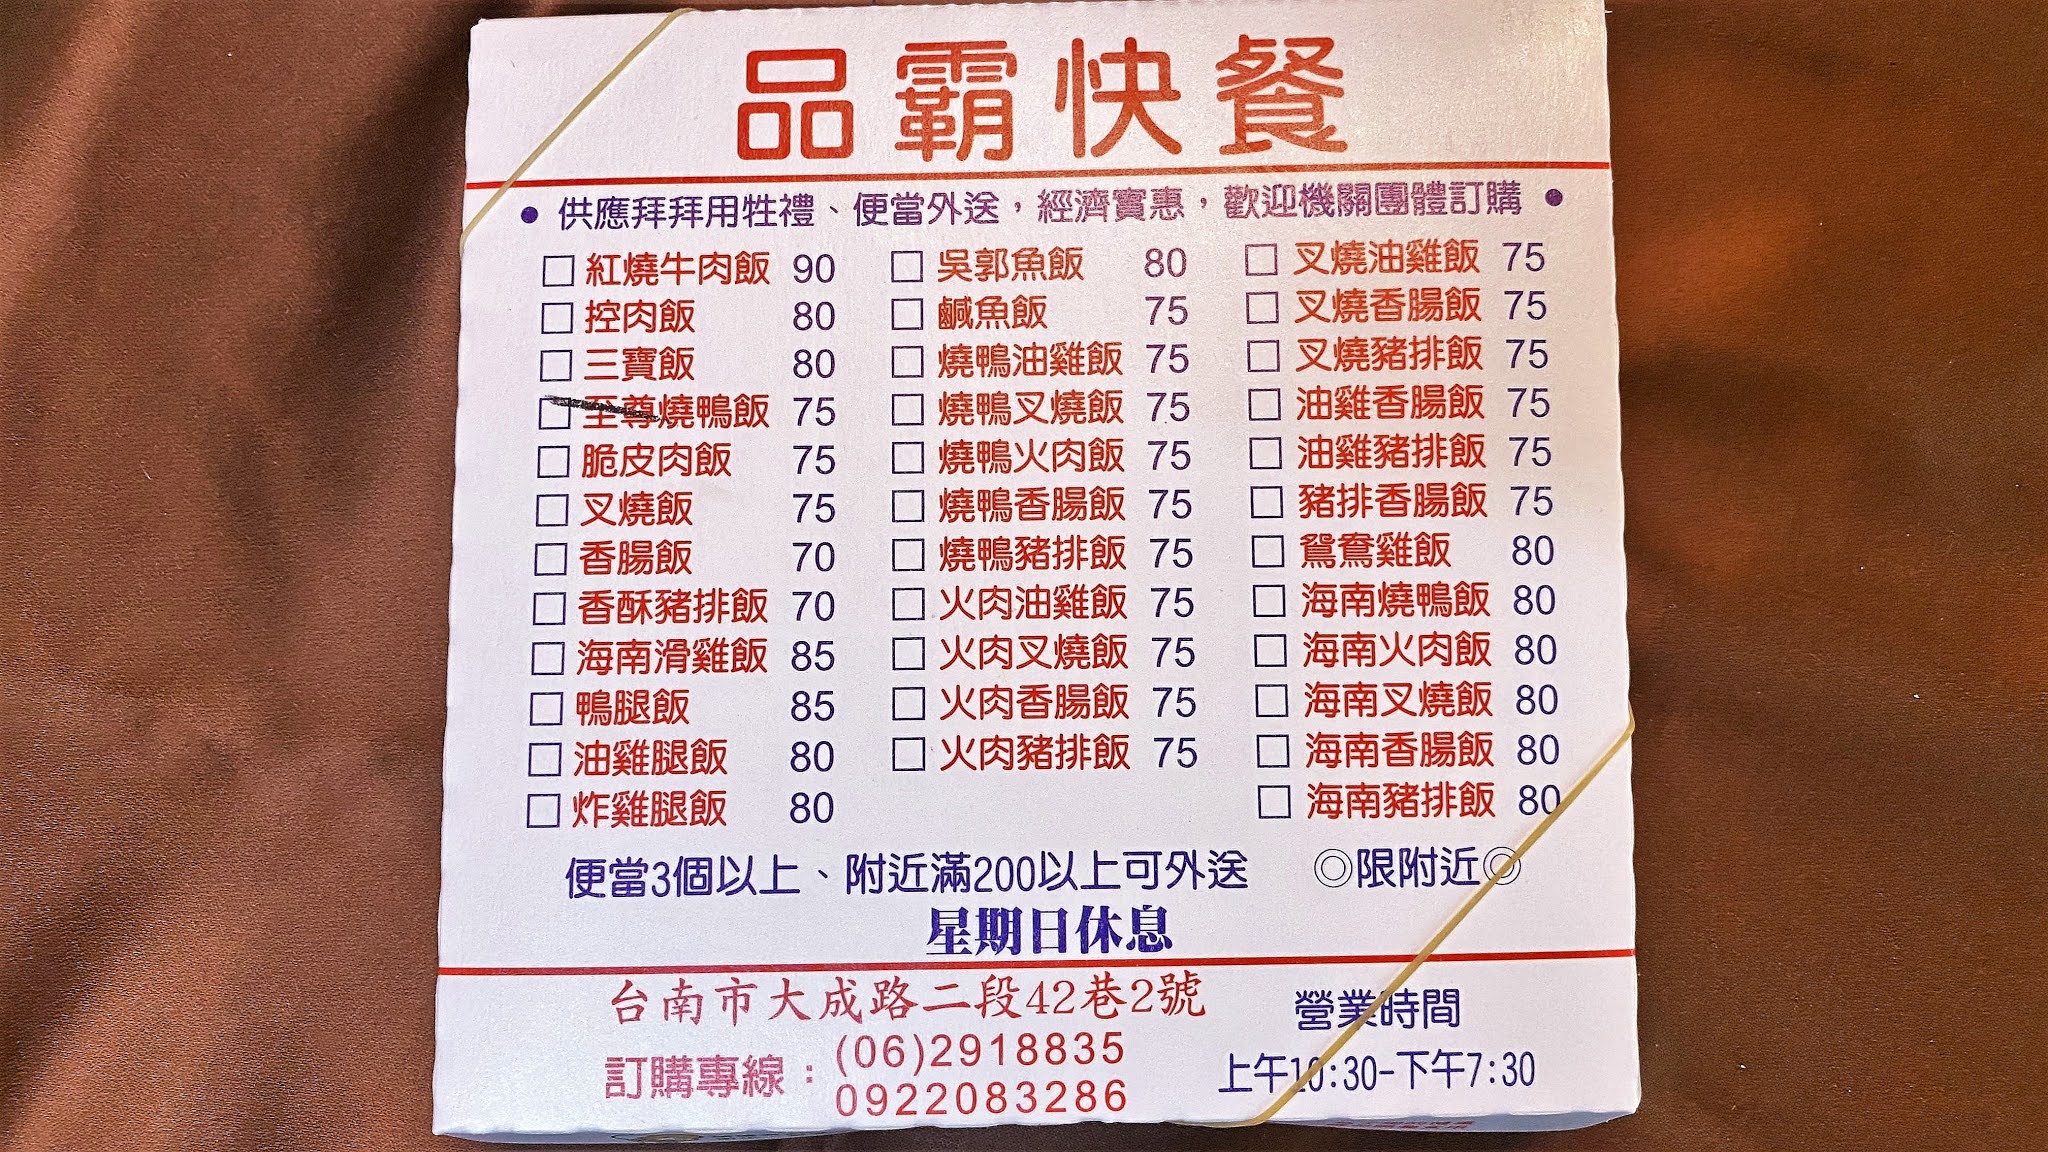 品霸快餐
● 供應拜拜用牲禮、便當外送，經濟實惠，歡迎機關團體訂購 ●
□ 紅燒牛肉飯 90 □ 吳郭魚飯 80 □ 叉燒油雞飯 75
□ 控肉飯 80 □ 鹹魚飯 75 □ 叉燒香腸飯 75
□ 三寶飯 80 □ 燒鴨油雞飯 75 □ 叉燒豬排飯 75
□ 至尊燒鴨飯 75 □ 燒鴨叉燒飯 75 □ 油雞香腸飯 75
□ 脆皮肉飯 75 □ 燒鴨火肉飯 75 □ 油雞豬排飯 75
□ 叉燒飯 75 □ 燒鴨香腸飯 75 □ 豬排香腸飯 75
□ 香腸飯 70 □ 燒鴨豬排飯 75 □ 鴛鴦雞飯 80
□ 香酥豬排飯 70 □ 火肉油雞飯 75 □ 海南燒鴨飯 80
□ 海南滑雞飯 85 □ 火肉叉燒飯 75 □ 海南火肉飯 80
□ 鴨腿飯 85 □ 火肉香腸飯 75 □ 海南叉燒飯 80
□ 油雞腿飯 80 □ 火肉豬排飯 75 □ 海南香腸飯 80
□ 炸雞腿飯 80 □ 海南豬排飯 80
便當3個以上、附近滿200以上可外送 ◎限附近◎
星期日休息
台南市大成路二段42巷2號
訂購專線：(06)2918835
0922083286
營業時間
上午10:30-下午7:30